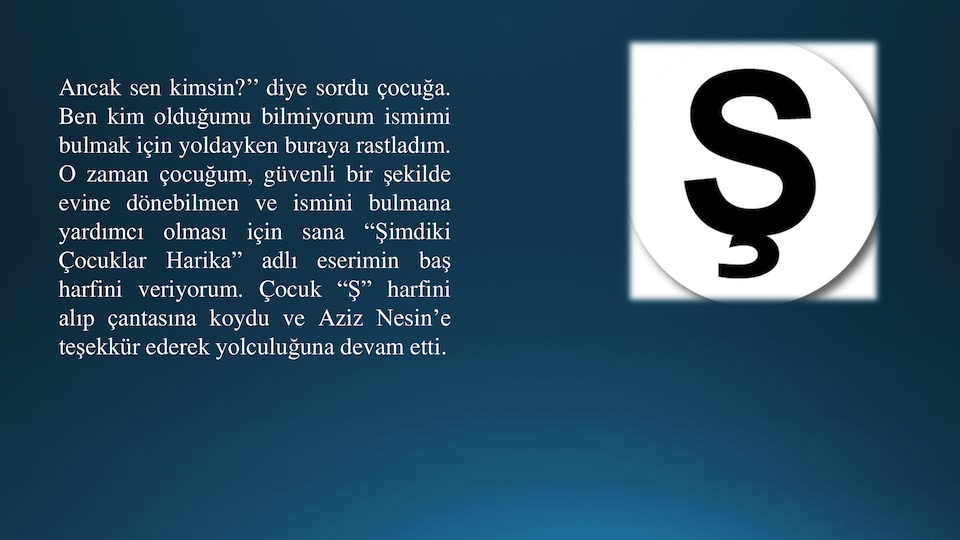 Ancak sen kimsin?’’ diye sordu çocuğa.
Ben kim olduğumu bilmiyorum ismimi
bulmak için yoldayken buraya rastladım.
O zaman çocuğum, güvenli bir şekilde
evine dönebilmen ve ismini bulmana
yardımcı olması için sana “Şimdiki
Çocuklar Harika” adlı eserimin baş
harfini veriyorum. Çocuk “Ş” harfini
alıp çantasına koydu ve Aziz Nesin’e
teşekkür ederek yolculuğuna devam etti.
Ş